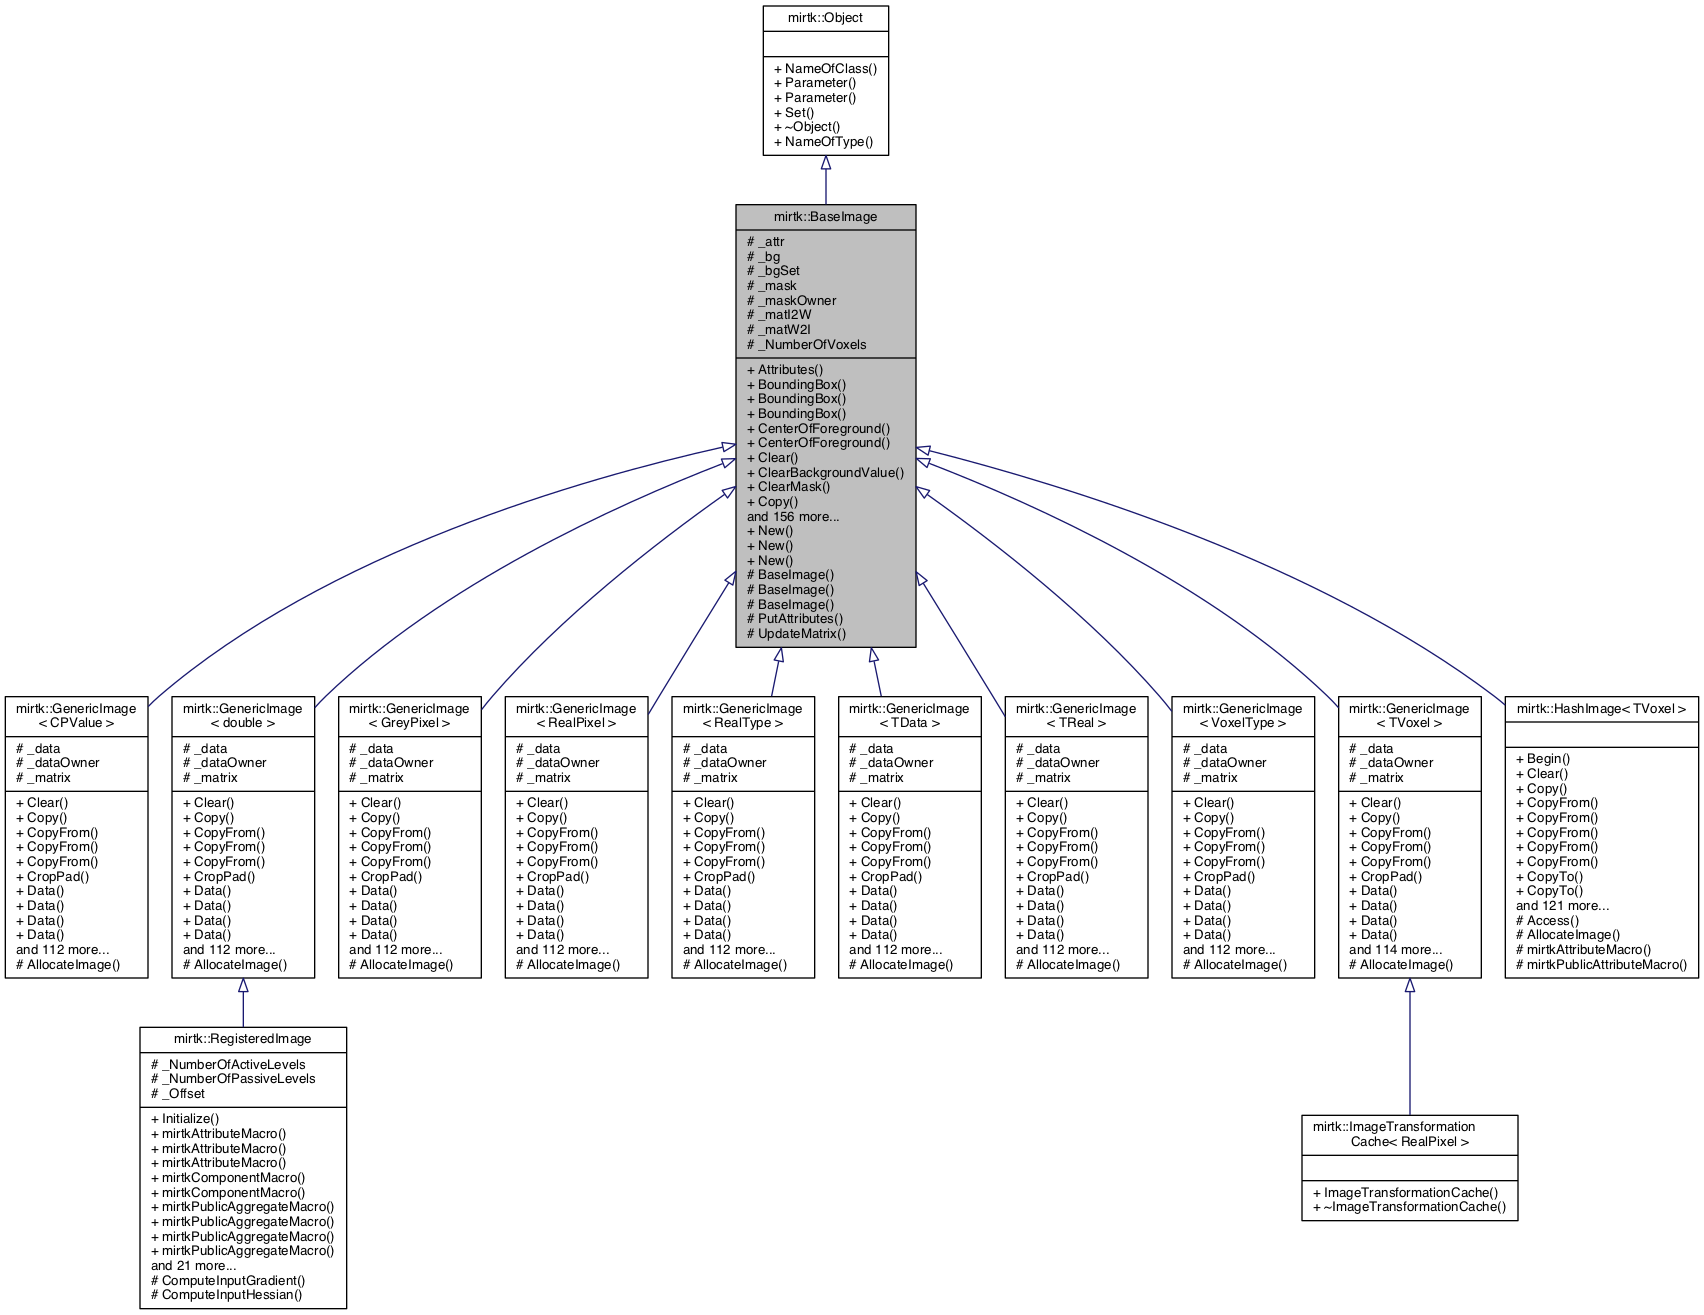 mirtk::Object
+ NameOfClass()
+ Parameter()
+ Parameter()
+ Set()
+ ~Object()
+ NameOfType()
mirtk::BaseImage
# _attr
# _bg
# _bgSet
# _mask
# _maskOwner
# _matI2W
# _matW2I
# _NumberOfVoxels
+ Attributes()
+ BoundingBox()
+ BoundingBox()
+ BoundingBox()
+ CenterOfForeground()
+ CenterOfForeground()
+ Clear()
+ ClearBackgroundValue()
+ ClearMask()
+ Copy()
and 156 more...
+ New()
+ New()
+ New()
# BaseImage()
# BaseImage()
# BaseImage()
# PutAttributes()
# UpdateMatrix()
mirtk::GenericImage
< CPValue >
# _data
# _dataOwner
# _matrix
+ Clear()
+ Copy()
+ CopyFrom()
+ CopyFrom()
+ CopyFrom()
+ CropPad()
+ Data()
+ Data()
+ Data()
+ Data()
and 112 more...
# AllocateImage()
mirtk::GenericImage
< double >
# _data
# _dataOwner
# _matrix
+ Clear()
+ Copy()
+ CopyFrom()
+ CopyFrom()
+ CopyFrom()
+ CropPad()
+ Data()
+ Data()
+ Data()
+ Data()
and 112 more...
# AllocateImage()
mirtk::GenericImage
< GreyPixel >
# _data
# _dataOwner
# _matrix
+ Clear()
+ Copy()
+ CopyFrom()
+ CopyFrom()
+ CopyFrom()
+ CropPad()
+ Data()
+ Data()
+ Data()
+ Data()
and 112 more...
# AllocateImage()
mirtk::GenericImage
< RealPixel >
# _data
# _dataOwner
# _matrix
+ Clear()
+ Copy()
+ CopyFrom()
+ CopyFrom()
+ CopyFrom()
+ CropPad()
+ Data()
+ Data()
+ Data()
+ Data()
and 112 more...
# AllocateImage()
mirtk::GenericImage
< RealType >
# _data
# _dataOwner
# _matrix
+ Clear()
+ Copy()
+ CopyFrom()
+ CopyFrom()
+ CopyFrom()
+ CropPad()
+ Data()
+ Data()
+ Data()
+ Data()
and 112 more...
# AllocateImage()
mirtk::GenericImage
< TData >
# _data
# _dataOwner
# _matrix
+ Clear()
+ Copy()
+ CopyFrom()
+ CopyFrom()
+ CopyFrom()
+ CropPad()
+ Data()
+ Data()
+ Data()
+ Data()
and 112 more...
# AllocateImage()
mirtk::GenericImage
< TReal >
# _data
# _dataOwner
# _matrix
+ Clear()
+ Copy()
+ CopyFrom()
+ CopyFrom()
+ CopyFrom()
+ CropPad()
+ Data()
+ Data()
+ Data()
+ Data()
and 112 more...
# AllocateImage()
mirtk::GenericImage
< VoxelType >
# _data
# _dataOwner
# _matrix
+ Clear()
+ Copy()
+ CopyFrom()
+ CopyFrom()
+ CopyFrom()
+ CropPad()
+ Data()
+ Data()
+ Data()
+ Data()
and 112 more...
# AllocateImage()
mirtk::GenericImage
< TVoxel >
# _data
# _dataOwner
# _matrix
+ Clear()
+ Copy()
+ CopyFrom()
+ CopyFrom()
+ CopyFrom()
+ CropPad()
+ Data()
+ Data()
+ Data()
+ Data()
and 114 more...
# AllocateImage()
mirtk::HashImage< TVoxel >
+ Begin()
+ Clear()
+ Copy()
+ CopyFrom()
+ CopyFrom()
+ CopyFrom()
+ CopyFrom()
+ CopyFrom()
+ CopyTo()
+ CopyTo()
and 121 more...
# Access()
# AllocateImage()
# mirtkAttributeMacro()
# mirtkPublicAttributeMacro()
mirtk::RegisteredImage
# _NumberOfActiveLevels
# _NumberOfPassiveLevels
# _Offset
+ Initialize()
+ mirtkAttributeMacro()
+ mirtkAttributeMacro()
+ mirtkAttributeMacro()
+ mirtkComponentMacro()
+ mirtkComponentMacro()
+ mirtkPublicAggregateMacro()
+ mirtkPublicAggregateMacro()
+ mirtkPublicAggregateMacro()
+ mirtkPublicAggregateMacro()
and 21 more...
# ComputeInputGradient()
# ComputeInputHessian()
mirtk::ImageTransformation
Cache< RealPixel >
+ ImageTransformationCache()
+ ~ImageTransformationCache()